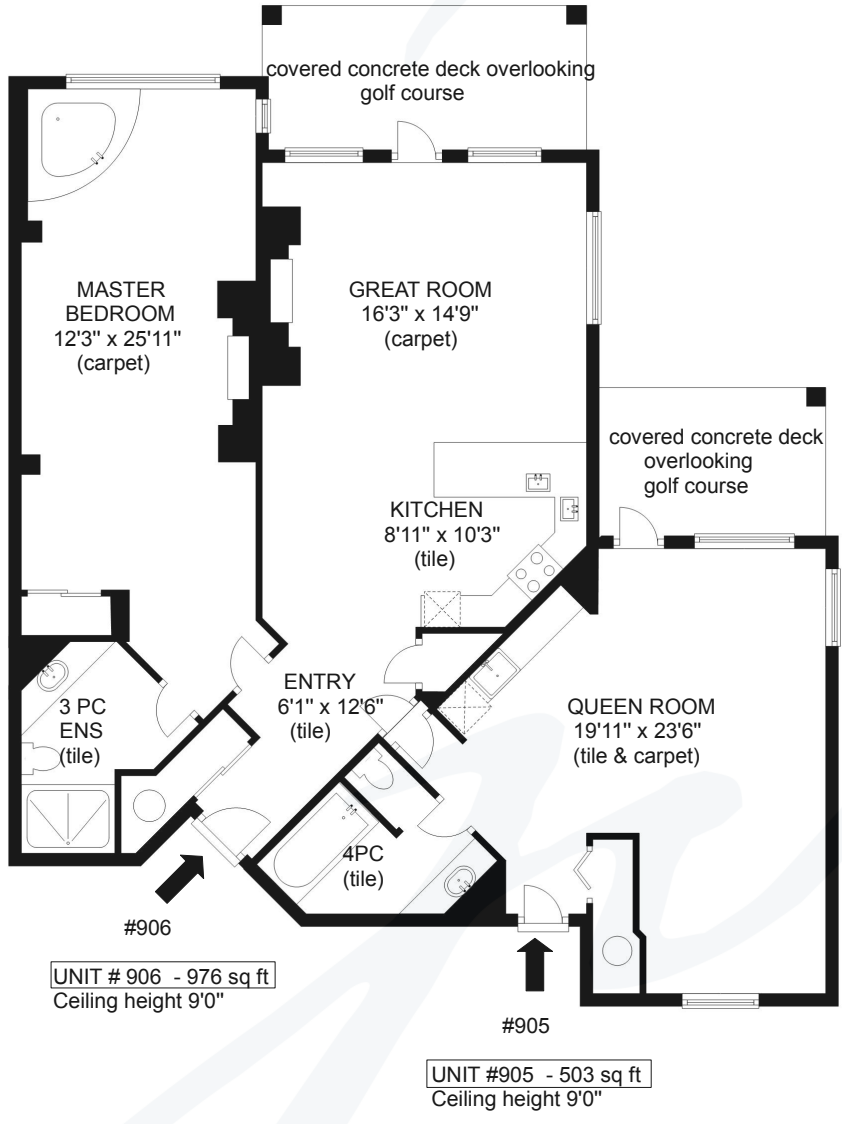 covered concrete deck overlooking
golf course
MASTER
BEDROOM
12'3" x 25'11"
(carpet)
GREAT ROOM
16'3" x 14'9"
(carpet)
covered concrete deck
overlooking
golf course
KITCHEN
8'11" x 10'3"
(tile)
ENTRY
6'1" x 12'6"
(tile)
3 PC
ENS
(tile)
QUEEN ROOM
19'11" x 23'6"
(tile & carpet)
4PC
(tile)
#906
UNIT # 906 - 976 sq ft
Ceiling height 9'0"
#905
UNIT #905 - 503 sq ft
Ceiling height 9'0"